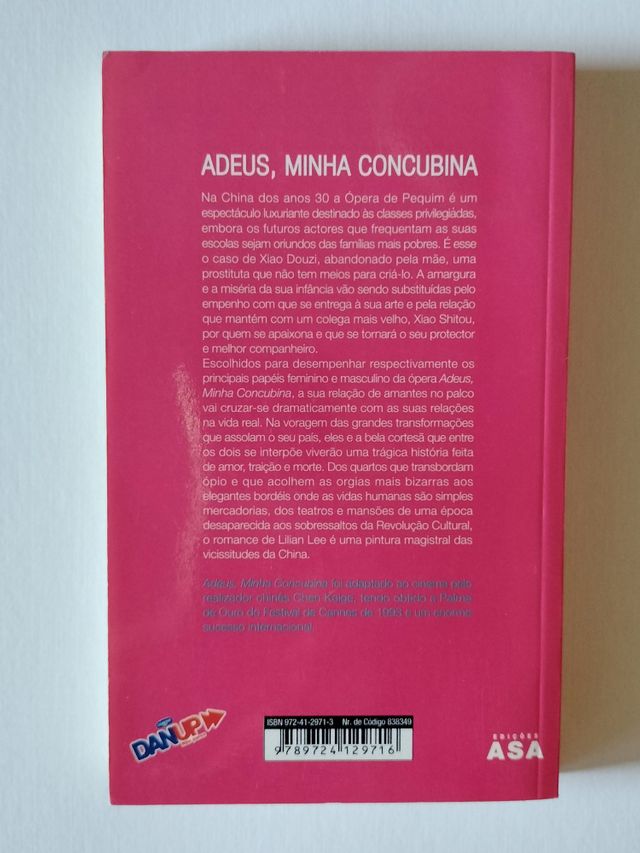 ADEUS, MINHA CONCUBINA
Na China dos anos 30 a Ópera de Pequim é um
espectáculo luxuriante destinado às classes privilegiadas,
embora os futuros actores que frequentam as suas
escolas sejam oriundos das famílias mais pobres. É esse
o caso de Xiao Douzi, abandonado pela mãe, uma
prostituta que não tem meios para criá-lo. A amargura
e a miséria da sua infância vão sendo substituídas pelo
empenho com que se entrega à sua arte e pela relação
que mantém com um colega mais velho, Xiao Shitou,
por quem se apaixona e que se tornará o seu protector
e melhor companheiro.
Escolhidos para desempenhar respectivamente os
principais papéis feminino e masculino da ópera Adeus,
Minha Concubina, a sua relação de amantes no palco
vai cruzar-se dramaticamente com as suas relações
na vida real. Na voragem das grandes transformações
que assolam o seu país, eles e a bela cortesã que entre
os dois se interpõe viverão uma trágica história feita
de amor, traição e morte. Dos quartos que transbordam
ópio e que acolhem as orgias mais bizarras aos
elegantes bordéis onde as vidas humanas são simples
mercadorias, dos teatros e mansões de uma época
desaparecida aos sobressaltos da Revolução Cultural,
o romance de Lilian Lee é uma pintura magistral das
vicissitudes da China.
Adeus, Minha Concubina foi adaptado ao cinema pelo
realizador chinês Chen Kaige, tendo obtido a Palma
de Ouro do Festival de Cannes de 1993 e um enorme
sucesso internacional.
ISBN 972-41-2971-3 Nr. de Código 838349
9789724129716
DAN'UP
EDIÇÕES
ASA